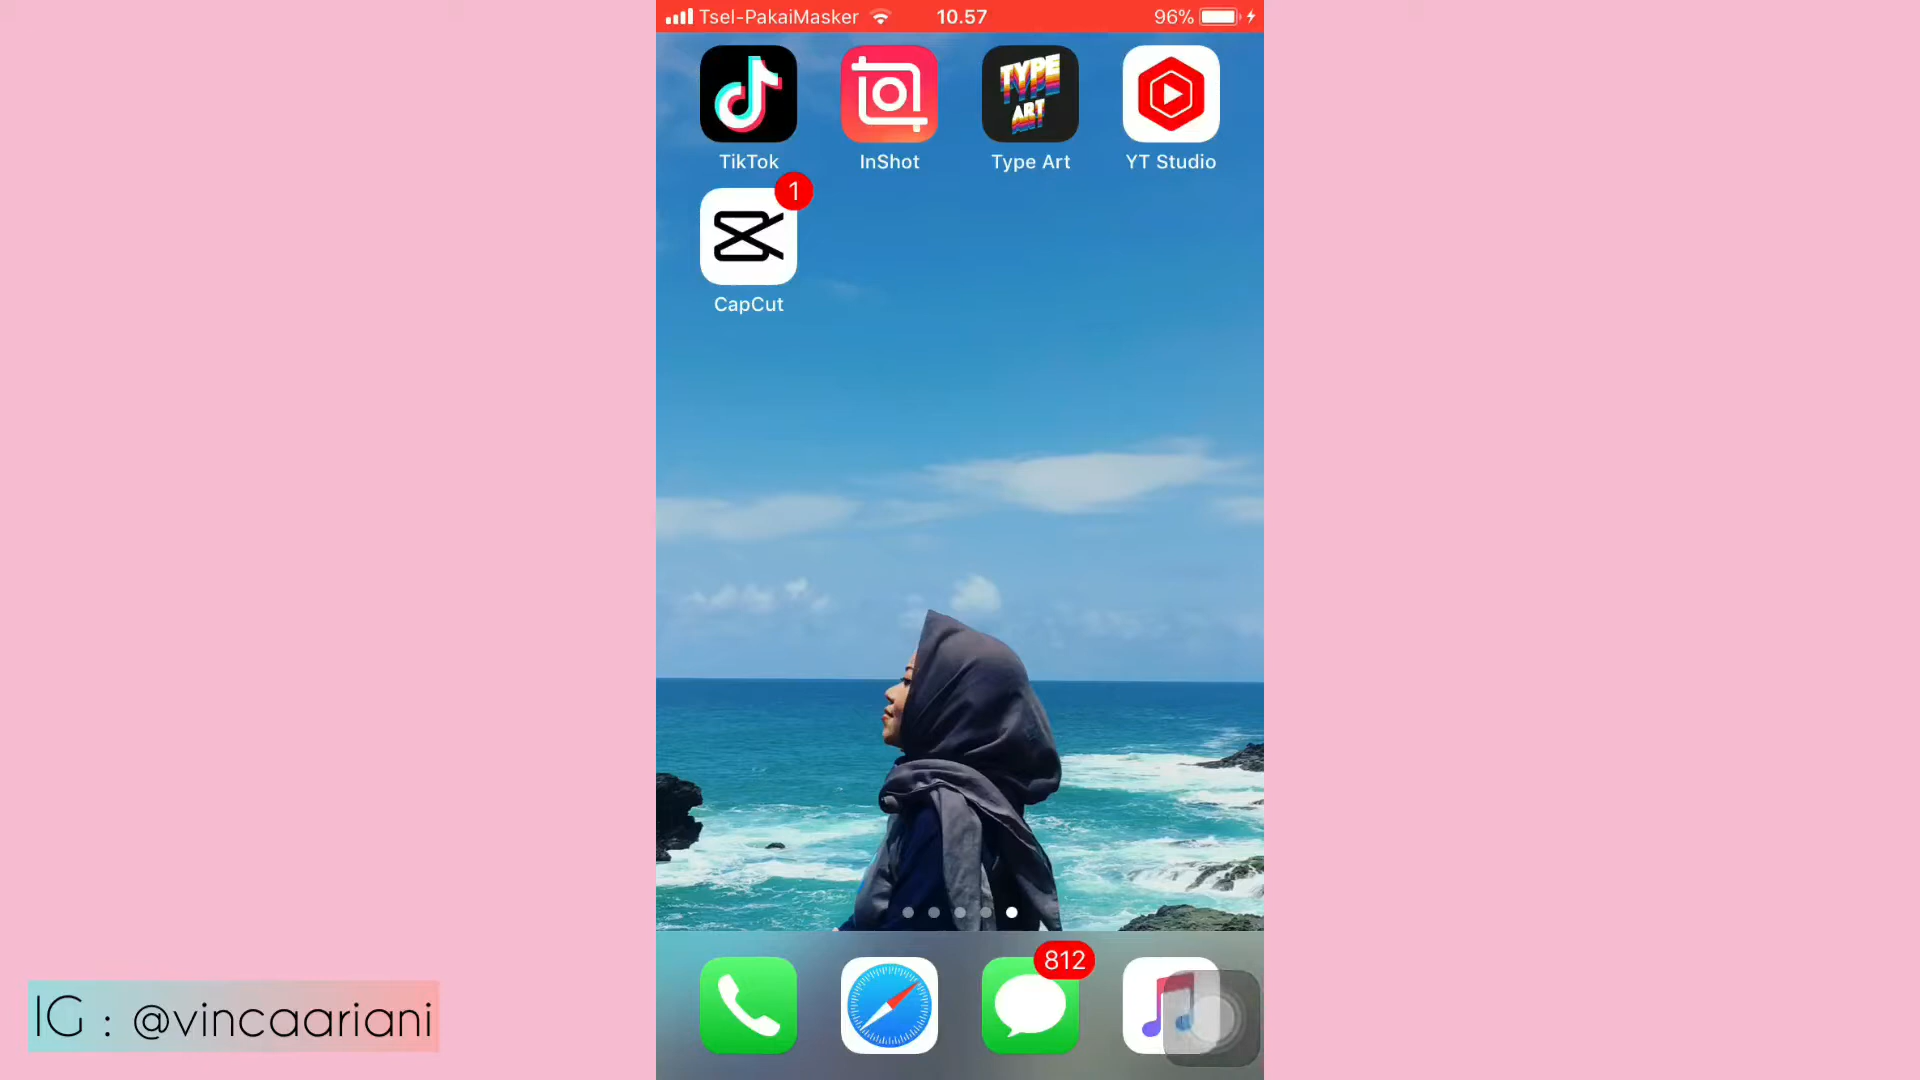 Tsel-PakaiMasker 10.57 96%
TikTok InShot Type Art YT Studio
TYPE
ART
1
CapCut
812
IG : @vincaariani